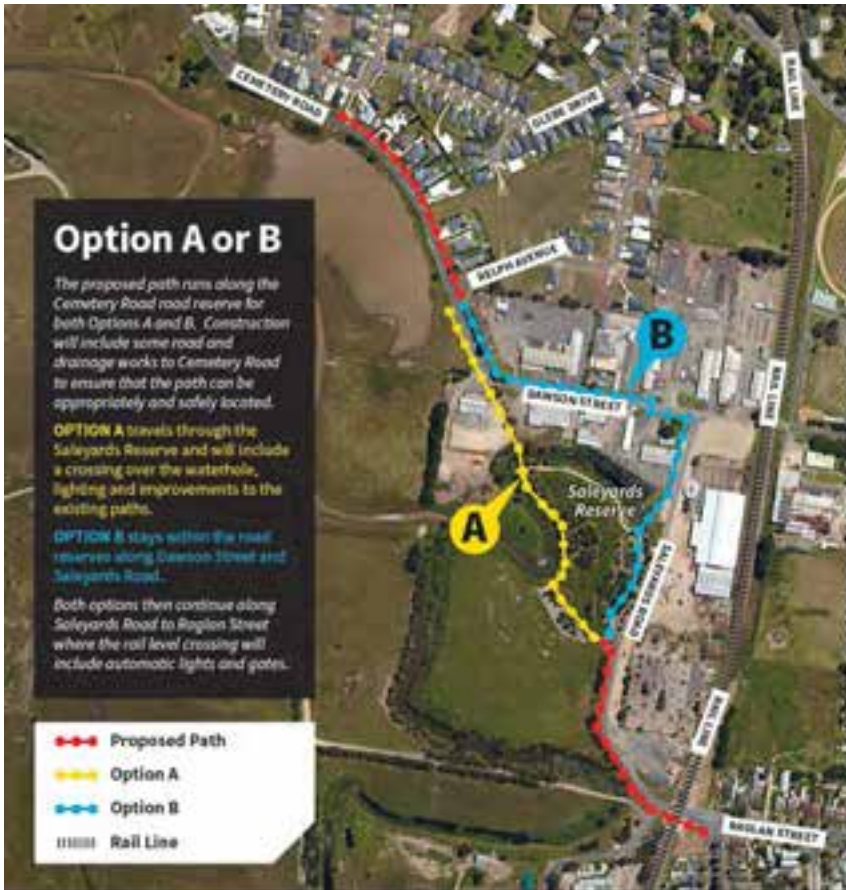 CEMETERY ROAD
GLEBE DRIVE
RAIL LINE
RELPH AVENUE
Option A or B
The proposed path runs along the
Cemetery Road road reserve for
both Options A and B. Construction
will include some road and
drainage works to Cemetery Road
to ensure that the path can be
appropriately and safely located.
OPTION A travels through the
Saleyards Reserve and will include
a crossing over the waterhole,
lighting and improvements to the
existing paths.
OPTION B stays within the road
reserves along Dawson Street and
Saleyards Road.
Both options then continue along
Saleyards Road to Raglan Street
where the rail level crossing will
include automatic lights and gates.
B
DAWSON STREET
RAIL LINE
Saleyards
Reserve
A
SALEYARDS ROAD
RAIL LINE
RAGLAN STREET
Proposed Path
Option A
Option B
Rail Line